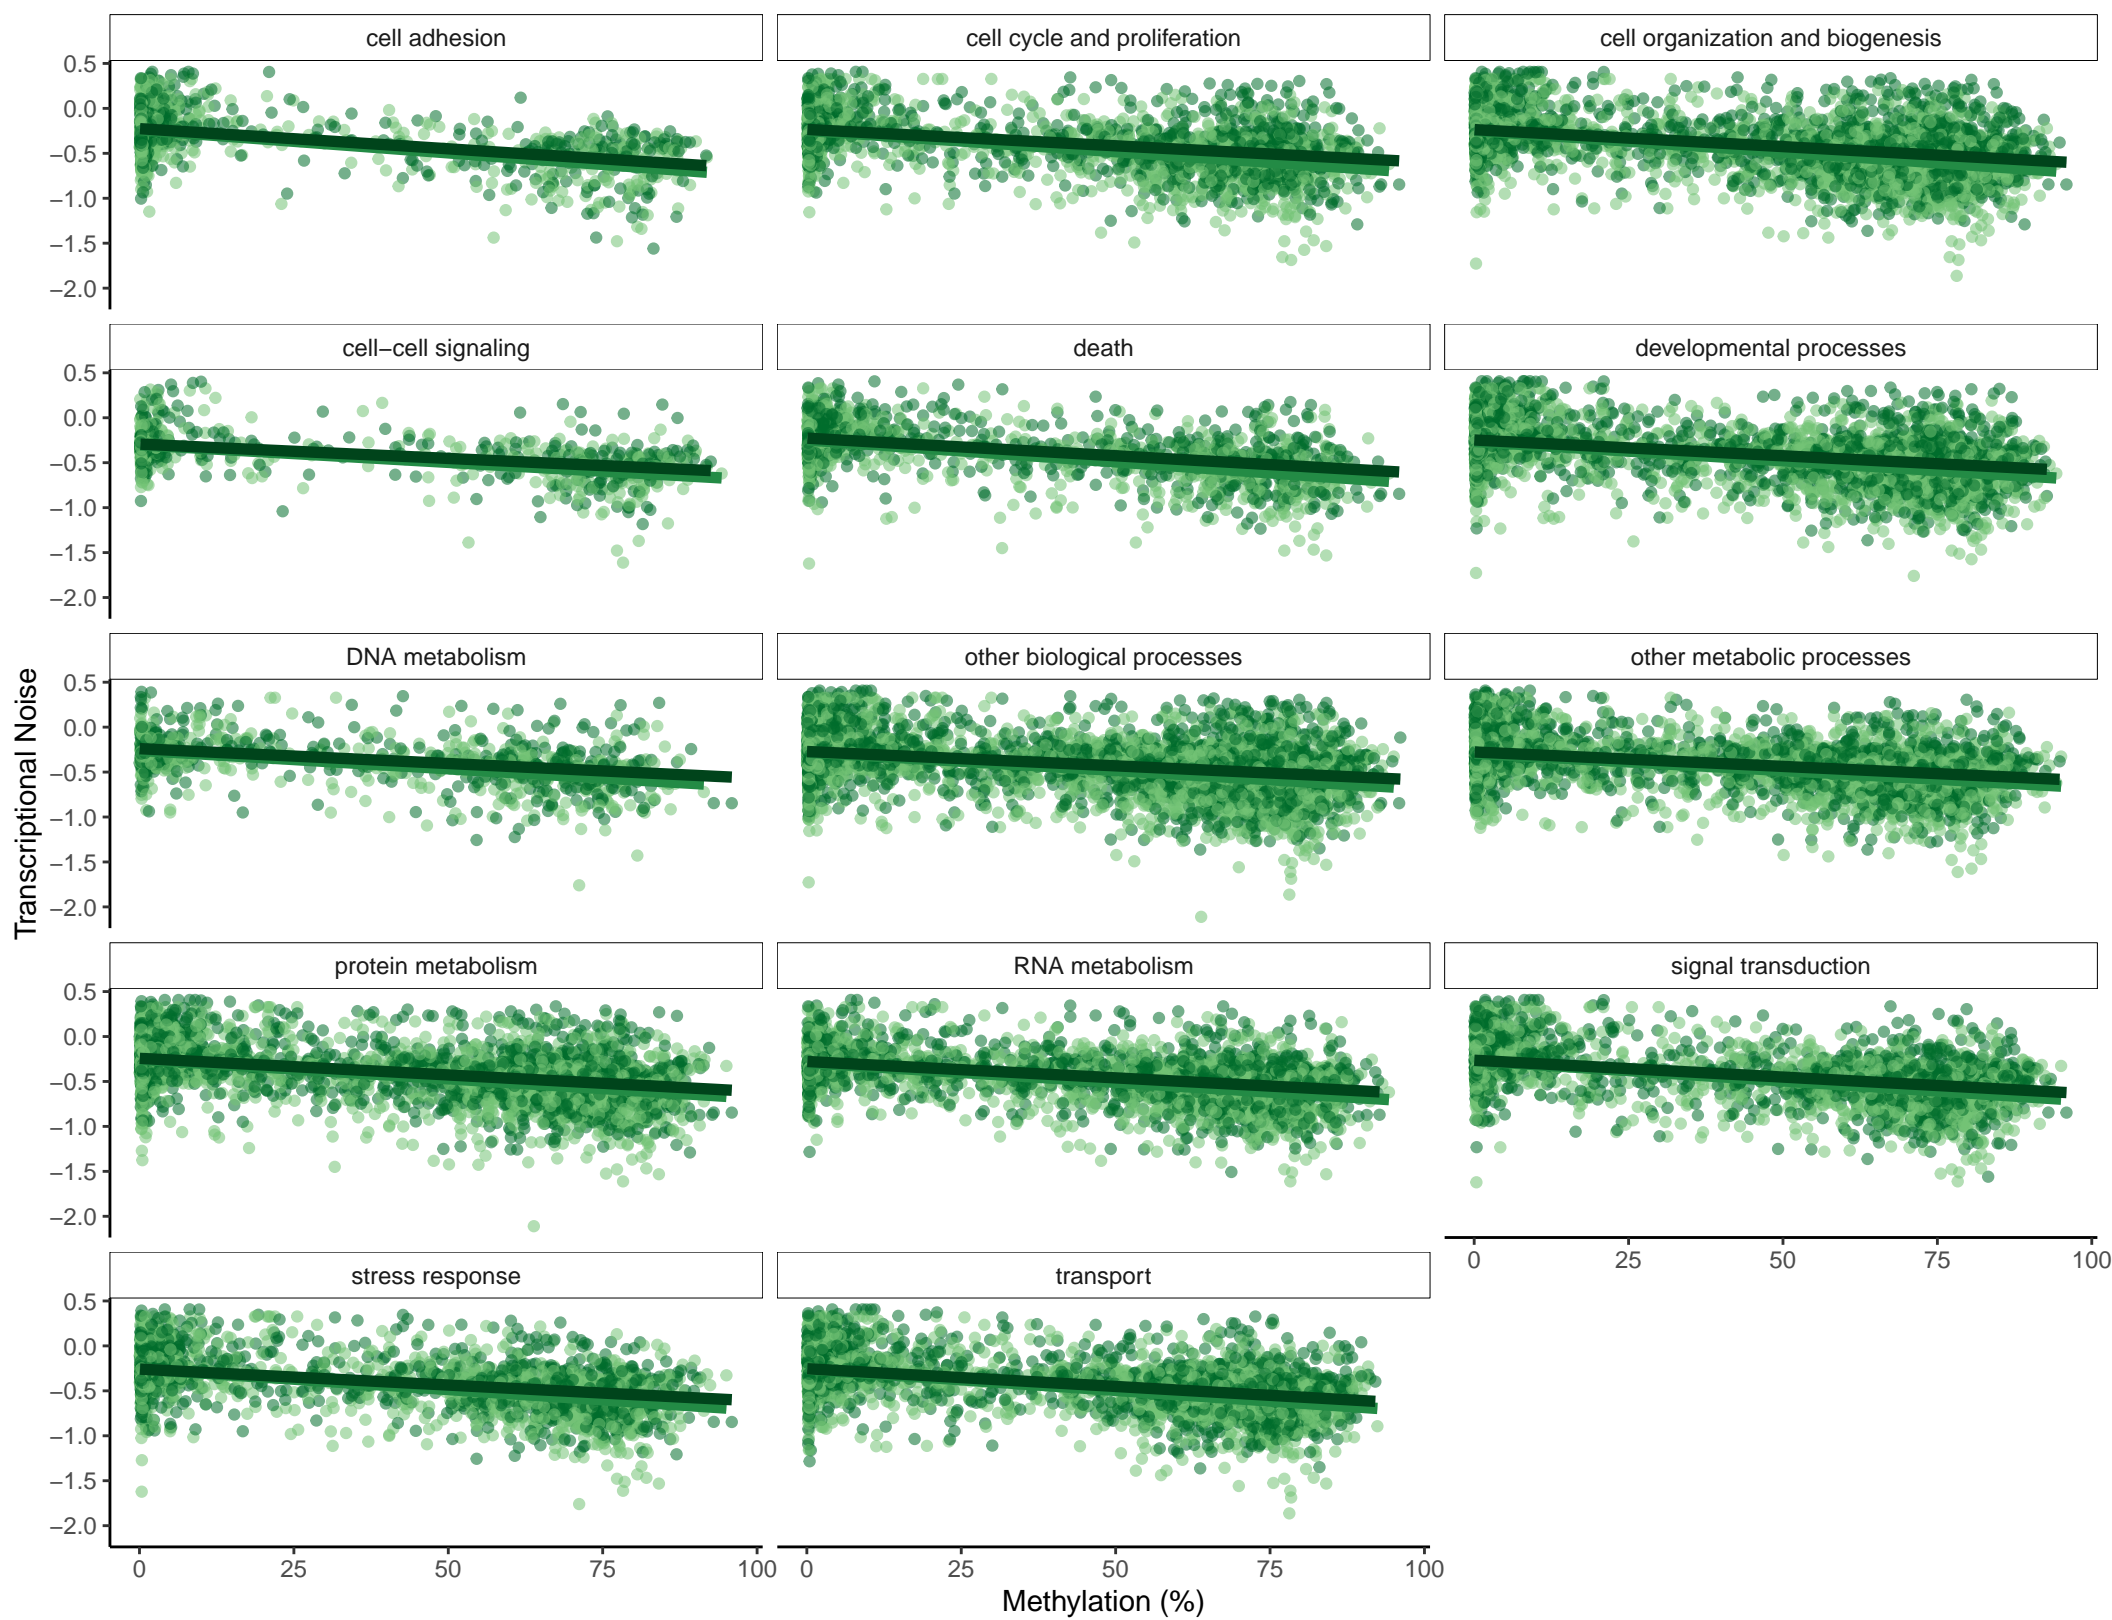 cell adhesion
cell cycle and proliferation
cell organization and biogenesis
0.5
0.0
−0.5
−1.0
−1.5
−2.0
cell−cell signaling
death
developmental processes
0.5
0.0
−0.5
−1.0
−1.5
−2.0
DNA metabolism
other biological processes
other metabolic processes
0.5
0.0
−0.5
−1.0
−1.5
−2.0
Transcriptional Noise
protein metabolism
RNA metabolism
signal transduction
0.5
0.0
−0.5
−1.0
−1.5
−2.0
0 25 50 75 100
stress response
transport
0.5
0.0
−0.5
−1.0
−1.5
−2.0
0 25 50 75 100 0 25 50 75 100
Methylation (%)